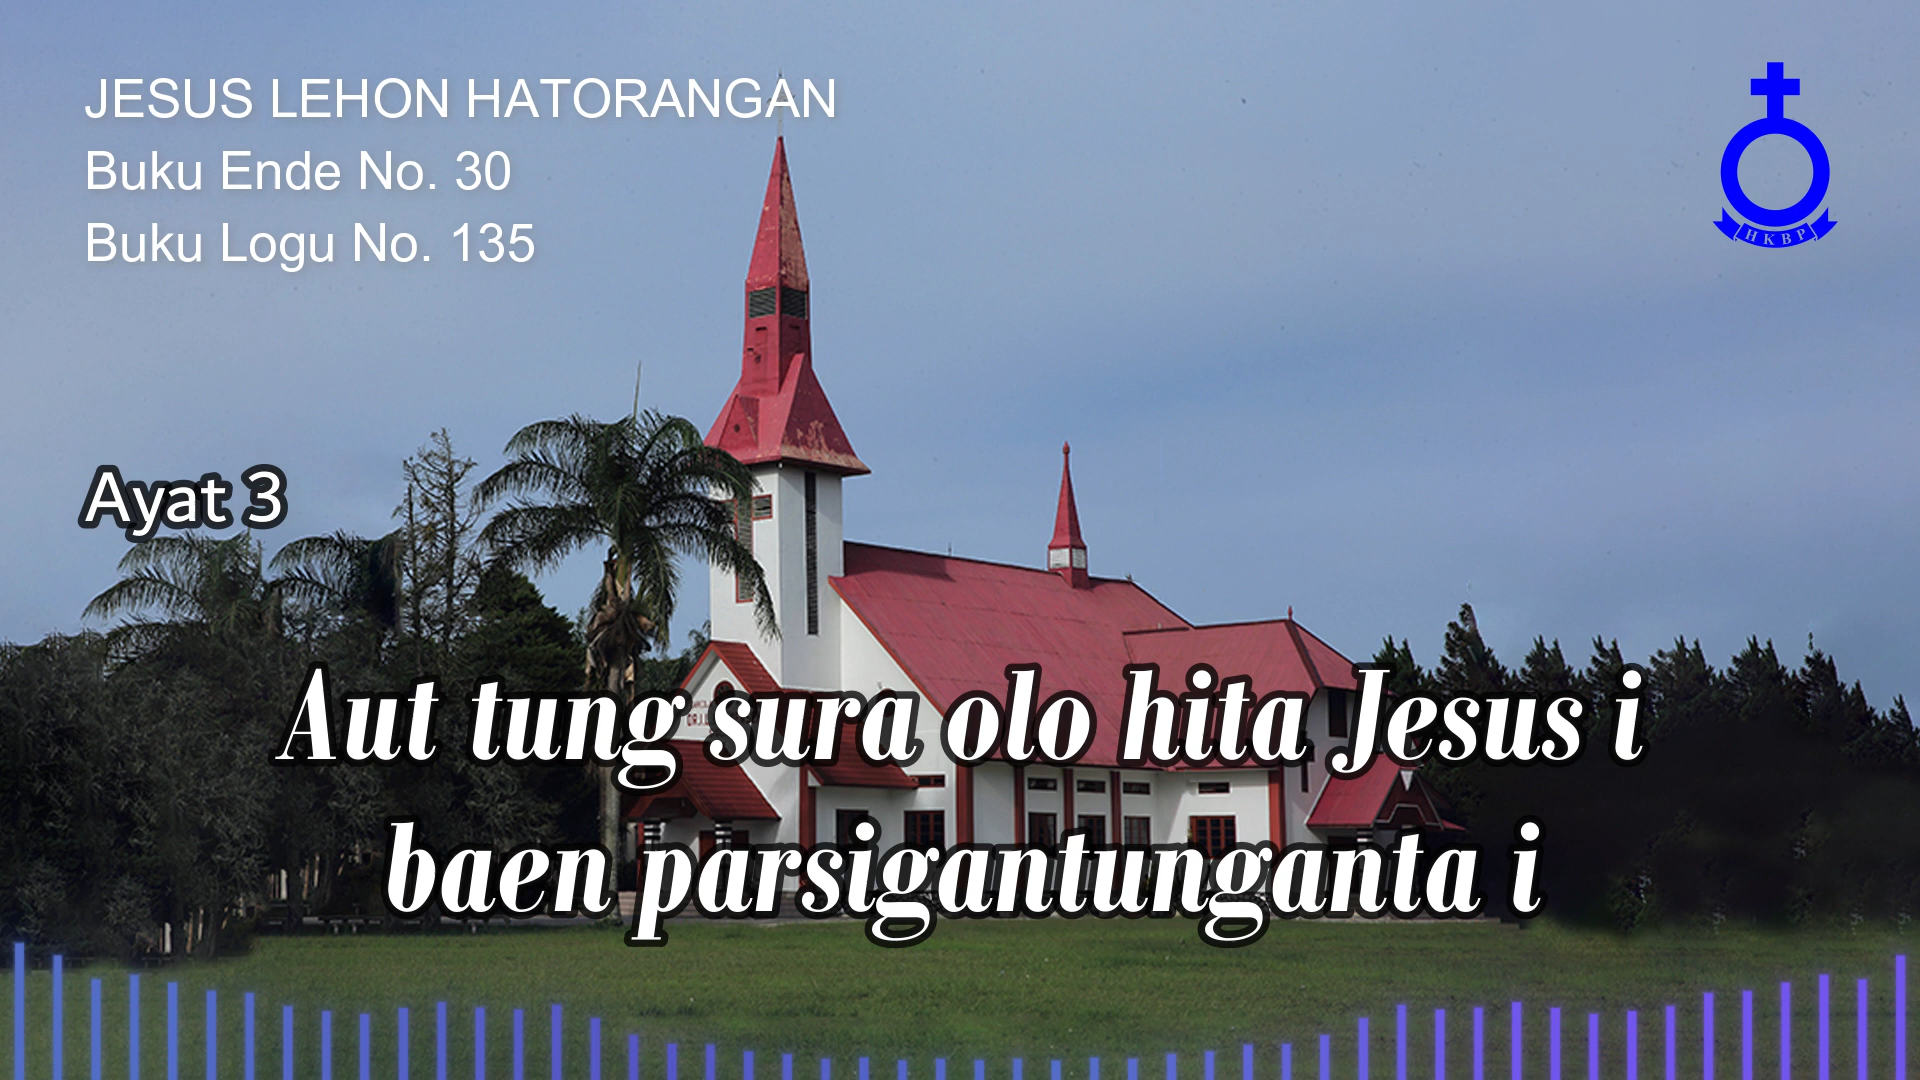 JESUS LEHON HATORANGAN
Buku Ende No. 30
Buku Logu No. 135
HKBP
Ayat 3
Aut tung sura olo hita Jesus i
baen parsigantunganta i